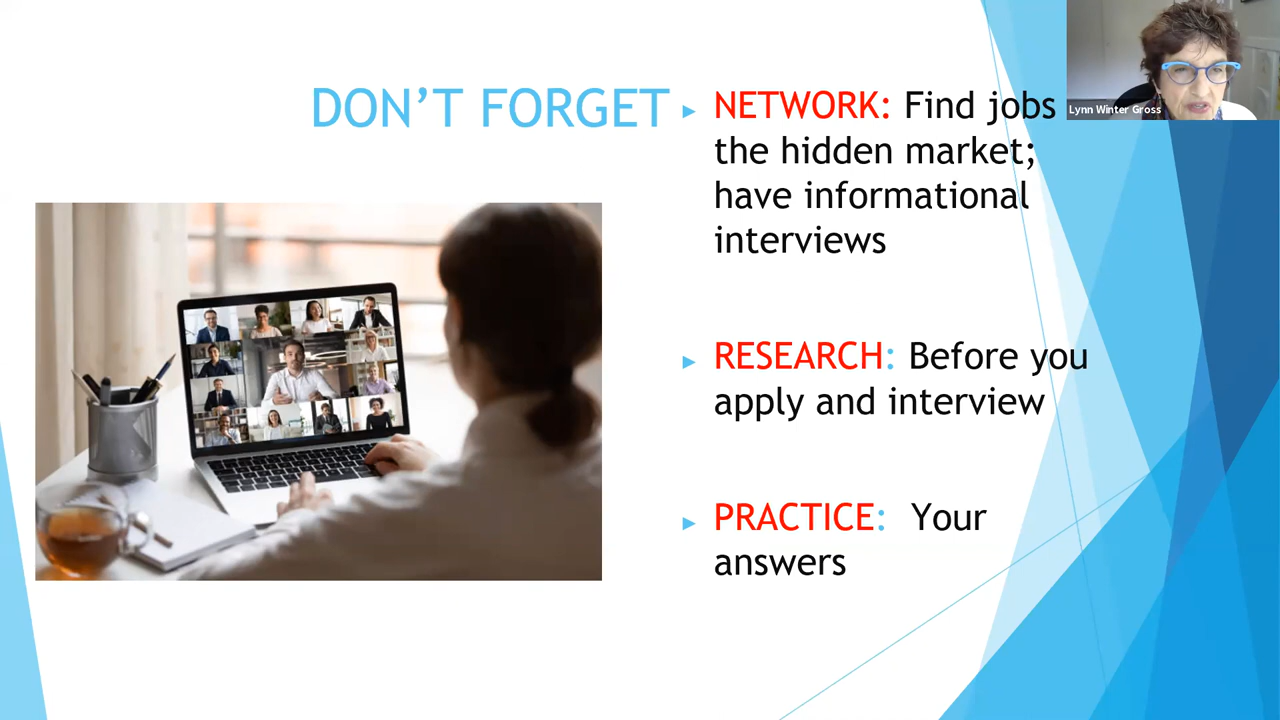 DON'T FORGET
NETWORK: Find jobs
the hidden market;
have informational
interviews
RESEARCH: Before you
apply and interview
PRACTICE: Your
answers
Lynn Winter Gross